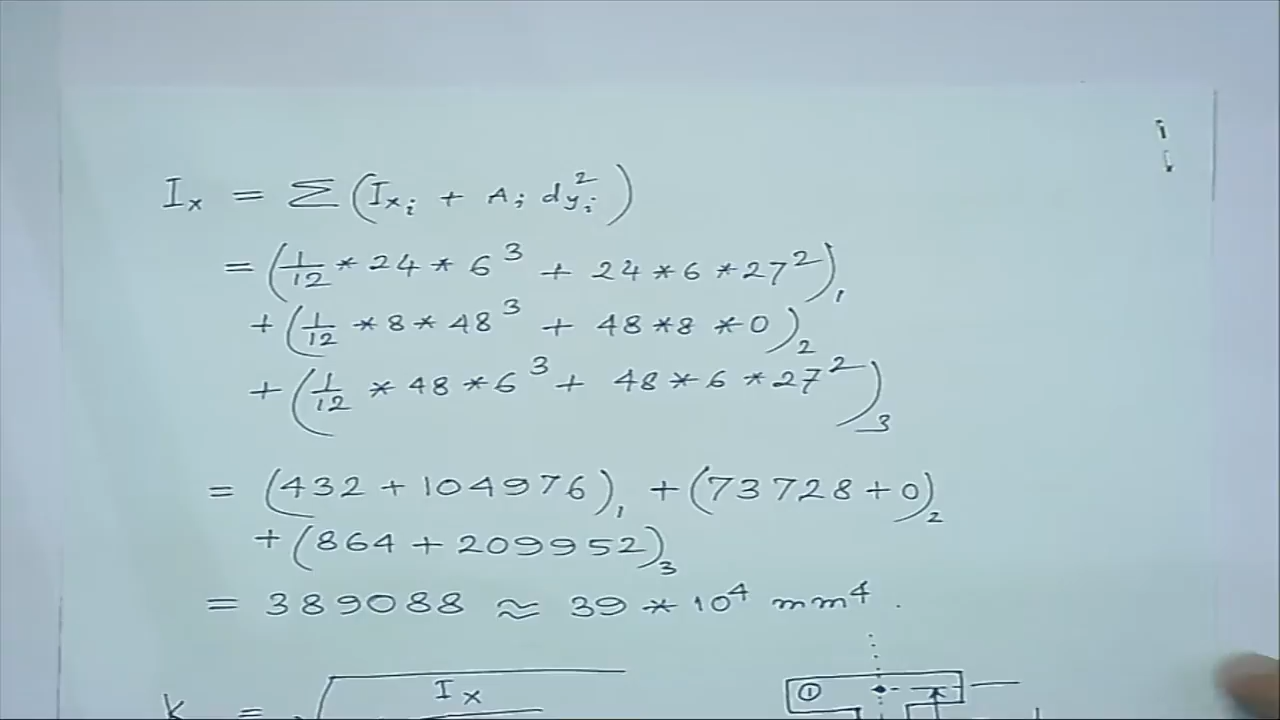 Iₓ = Σ (Iₓᵢ + Aᵢ dyᵢ²)
= (1/12 * 24 * 6³ + 24 * 6 * 27²)₁
+ (1/12 * 8 * 48³ + 48 * 8 * 0)₂
+ (1/12 * 48 * 6³ + 48 * 6 * 27²)₃
= (432 + 104976)₁ + (73728 + 0)₂
+ (864 + 209952)₃
= 389088 ≈ 39 * 10⁴ mm⁴.
K = √ Iₓ
①